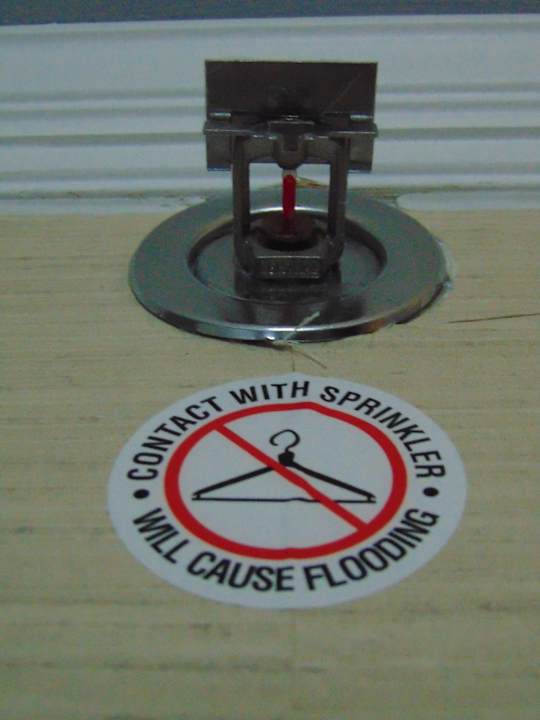 CONTACT WITH SPRINKLER
WILL CAUSE FLOODING